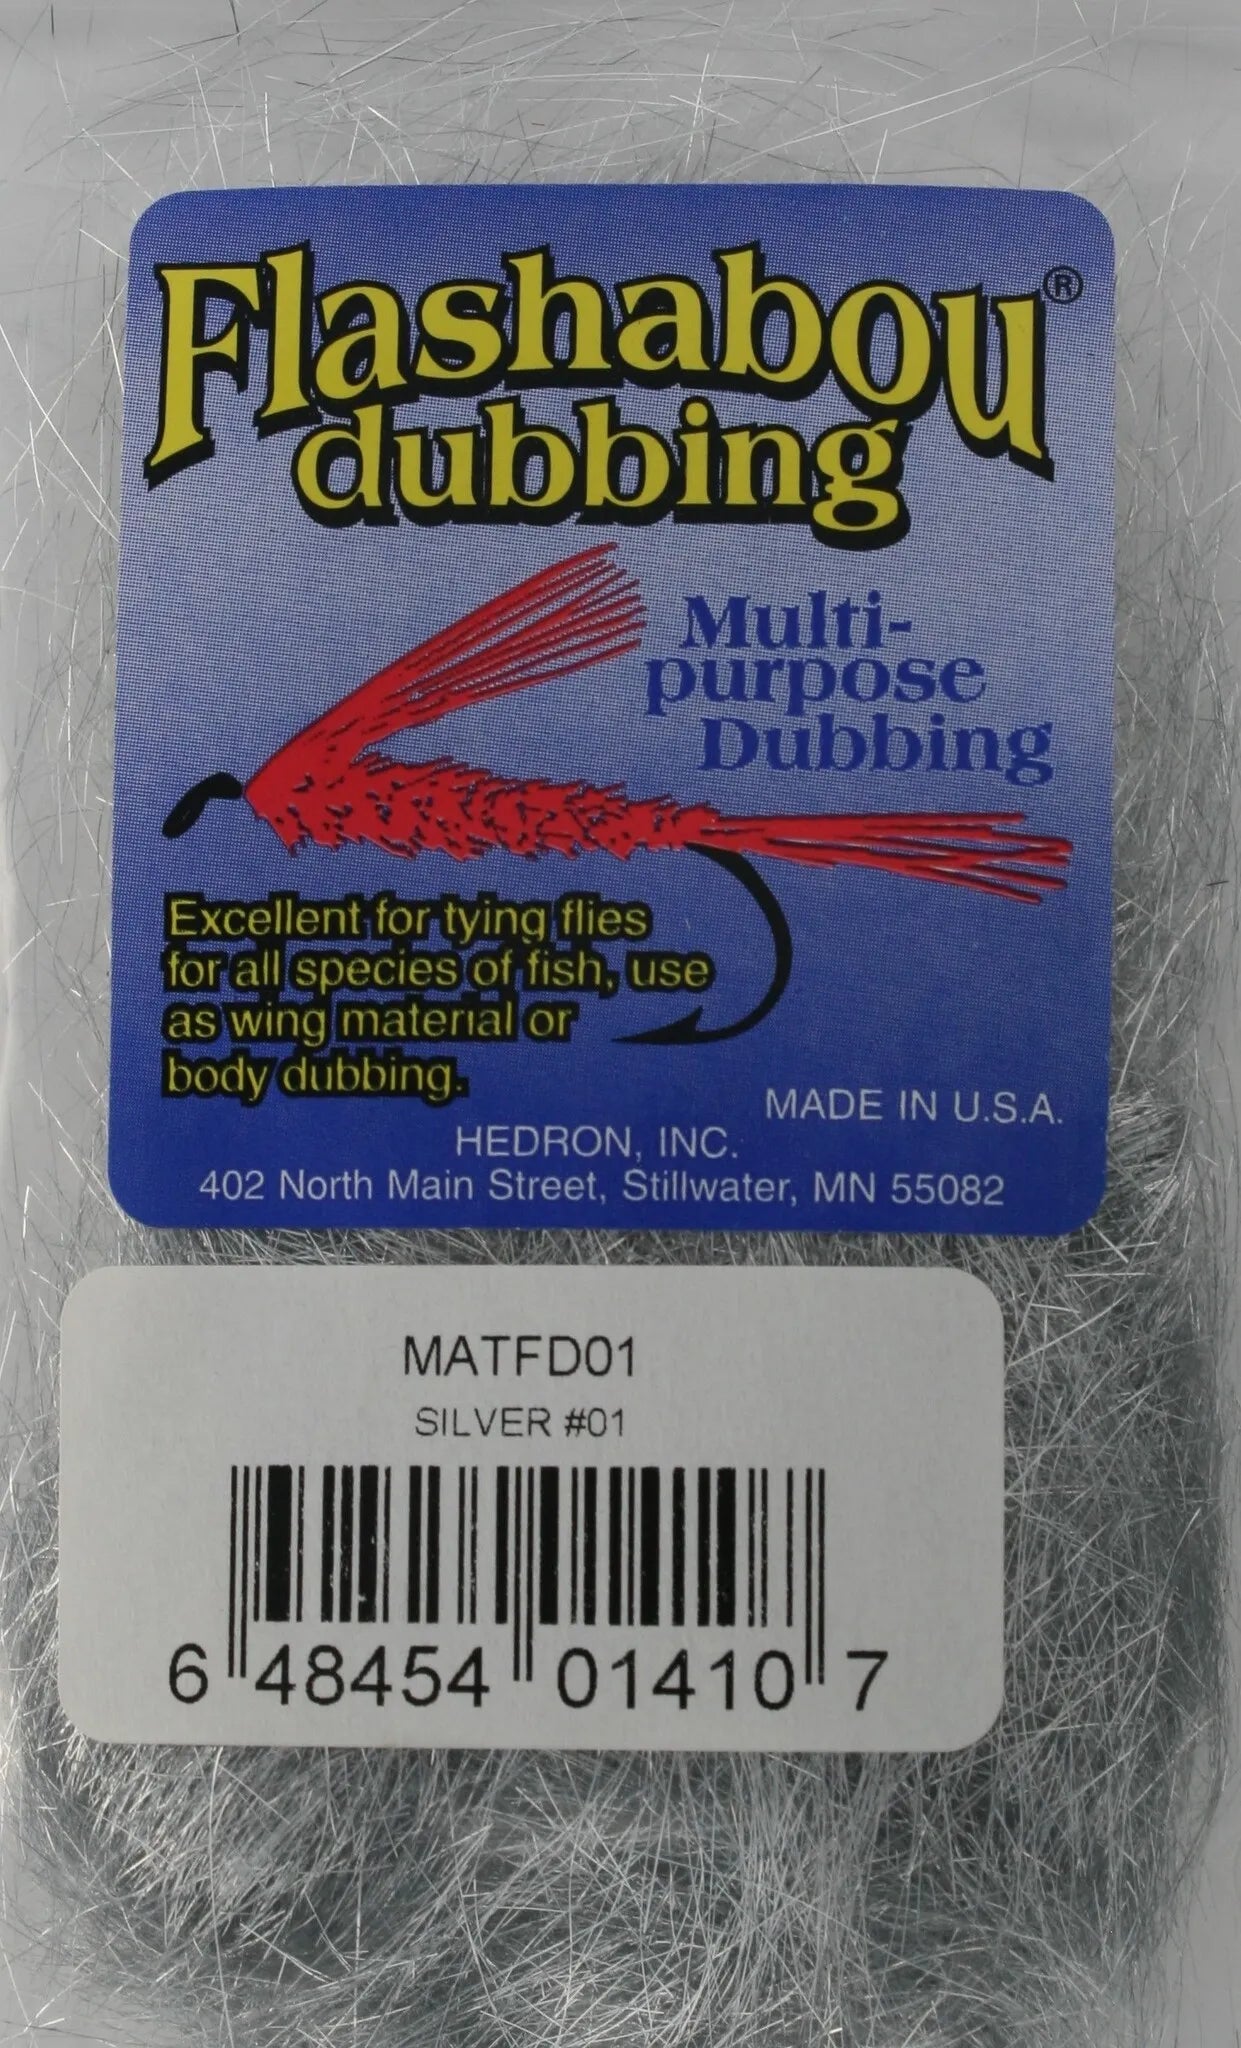 Flashabou®
dubbing
Multi-
purpose
Dubbing
Excellent for tying flies
for all species of fish, use
as wing material or
body dubbing.
MADE IN U.S.A.
HEDRON, INC.
402 North Main Street, Stillwater, MN 55082
MATFD01
SILVER #01
6 48454 01410 7